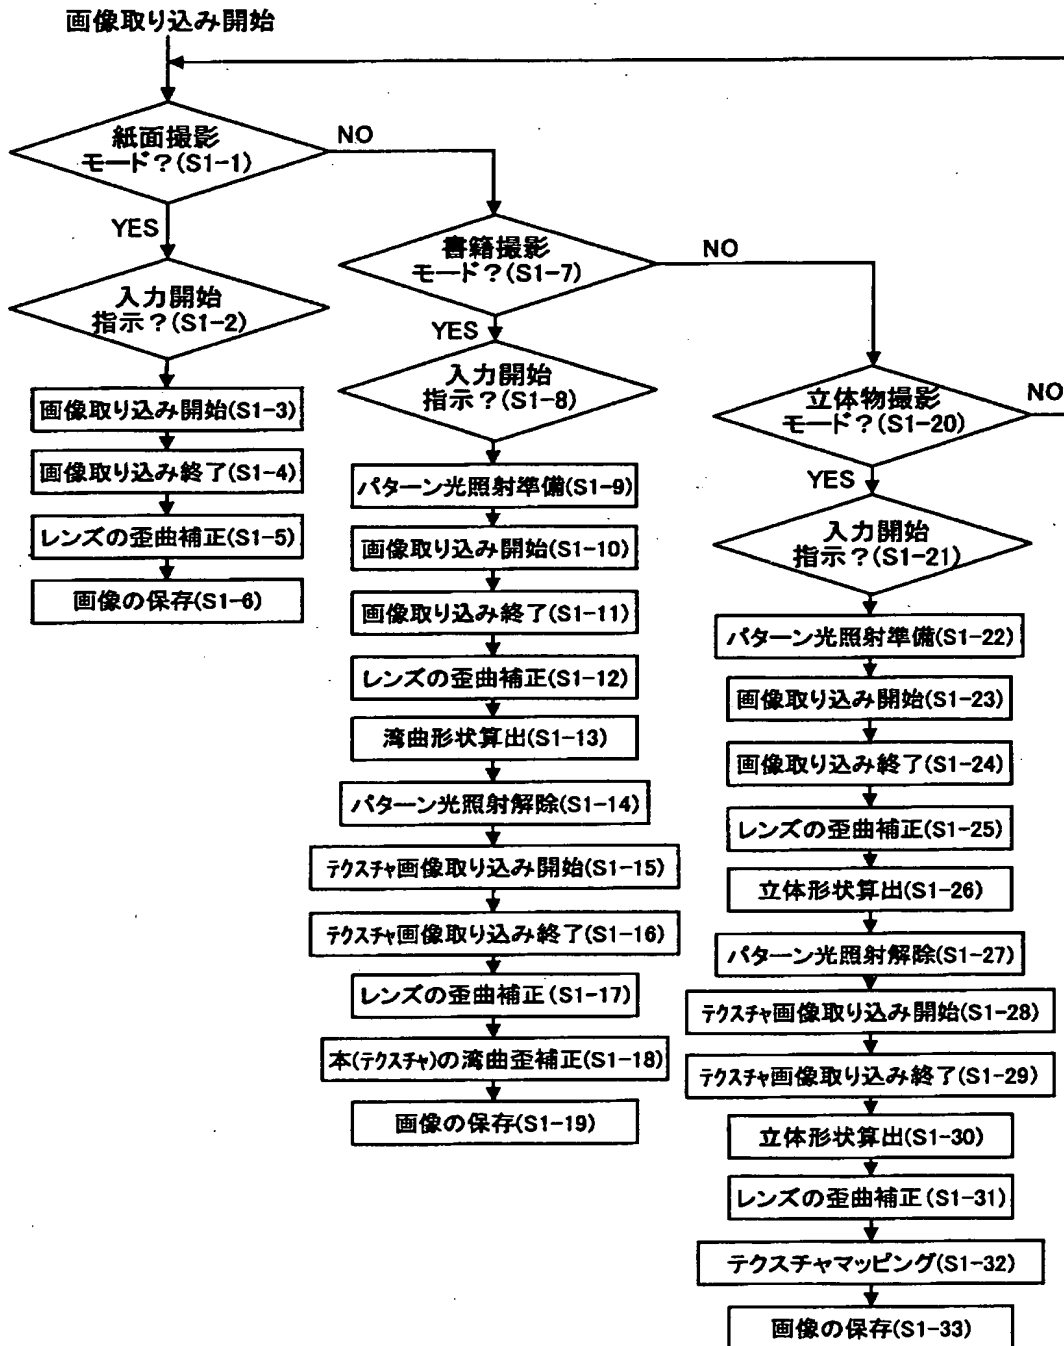 画像取り込み開始
紙面撮影
モード？(S1-1)
NO
YES
入力開始
指示？(S1-2)
画像取り込み開始(S1-3)
画像取り込み終了(S1-4)
レンズの歪曲補正(S1-5)
画像の保存(S1-6)
書籍撮影
モード？(S1-7)
NO
YES
入力開始
指示？(S1-8)
パターン光照射準備(S1-9)
画像取り込み開始(S1-10)
画像取り込み終了(S1-11)
レンズの歪曲補正(S1-12)
湾曲形状算出(S1-13)
パターン光照射解除(S1-14)
テクスチャ画像取り込み開始(S1-15)
テクスチャ画像取り込み終了(S1-16)
レンズの歪曲補正(S1-17)
本(テクスチャ)の湾曲歪補正(S1-18)
画像の保存(S1-19)
立体物撮影
モード？(S1-20)
NO
YES
入力開始
指示？(S1-21)
パターン光照射準備(S1-22)
画像取り込み開始(S1-23)
画像取り込み終了(S1-24)
レンズの歪曲補正(S1-25)
立体形状算出(S1-26)
パターン光照射解除(S1-27)
テクスチャ画像取り込み開始(S1-28)
テクスチャ画像取り込み終了(S1-29)
立体形状算出(S1-30)
レンズの歪曲補正(S1-31)
テクスチャマッピング(S1-32)
画像の保存(S1-33)